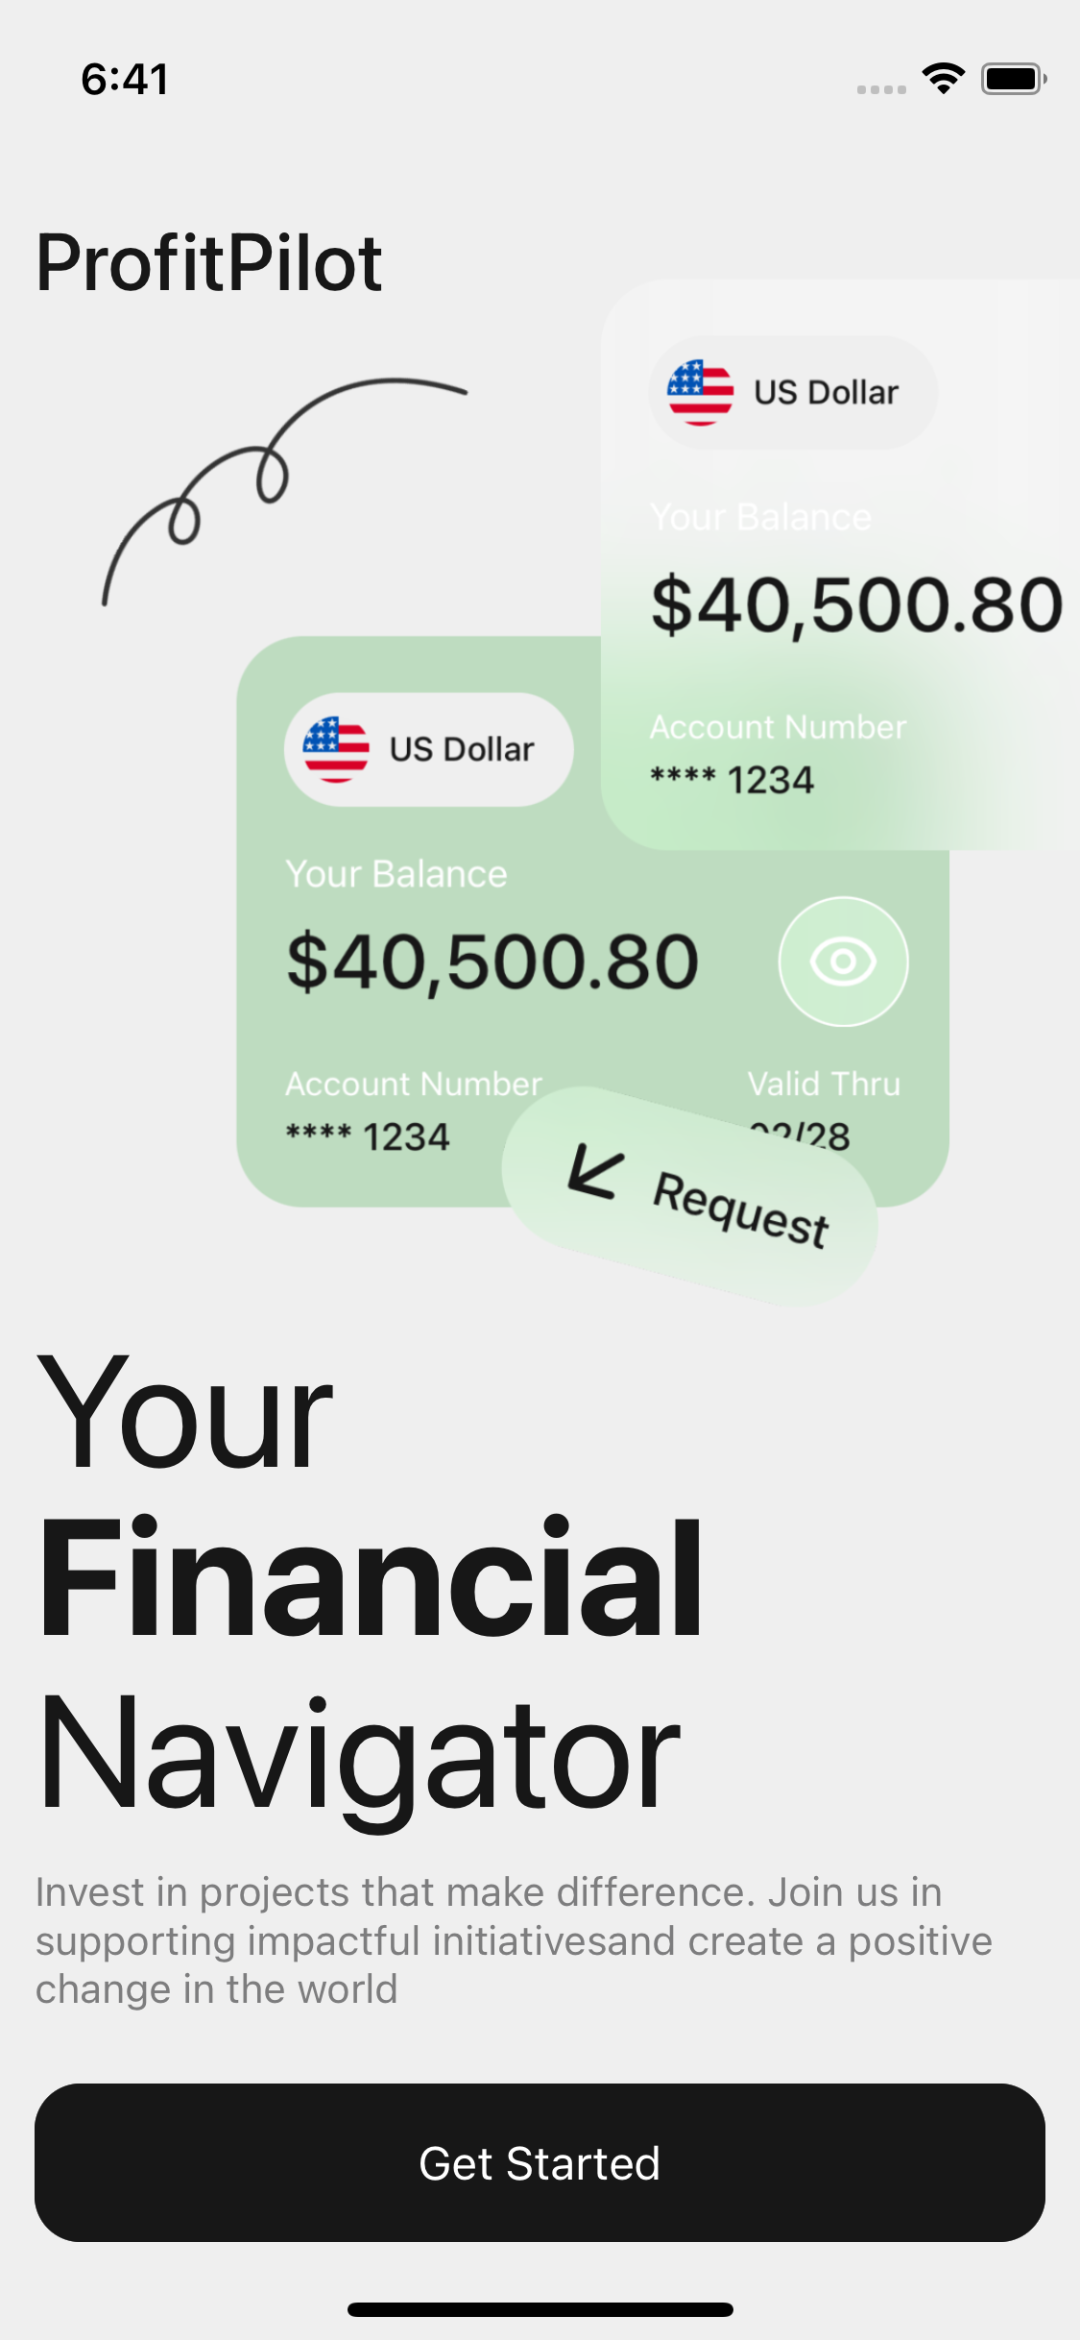 6:41
ProfitPilot
US Dollar
Your Balance
$40,500.80
Account Number
**** 1234
US Dollar
Your Balance
$40,500.80
Account Number
Valid Thru
**** 1234
02/28
Request
Your
Financial
Navigator
Invest in projects that make difference. Join us in
supporting impactful initiativesand create a positive
change in the world
Get Started